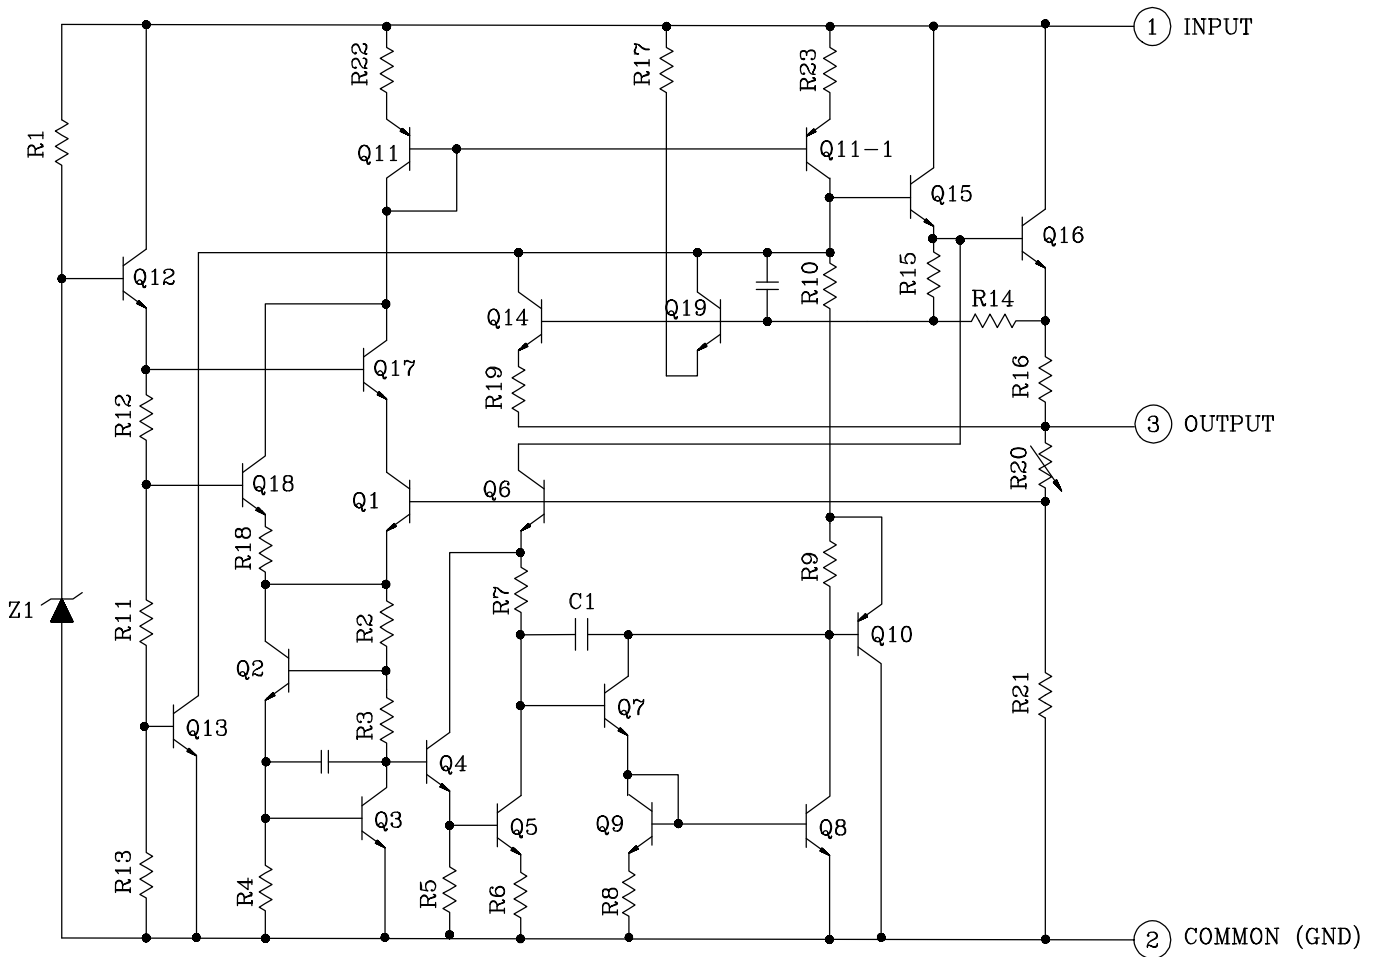 1 INPUT
R22
R17
R23
R1
Q11
Q11-1
Q15
Q16
Q12
R10
R15
R14
Q14
Q19
Q17
R19
R16
R12
3 OUTPUT
R20
Q18
Q1
Q6
R18
R9
R7
C1
Z1
R11
R2
Q10
Q2
R21
Q7
R3
Q13
Q4
Q3
Q5
Q9
Q8
R13
R4
R5
R6
R8
2 COMMON (GND)